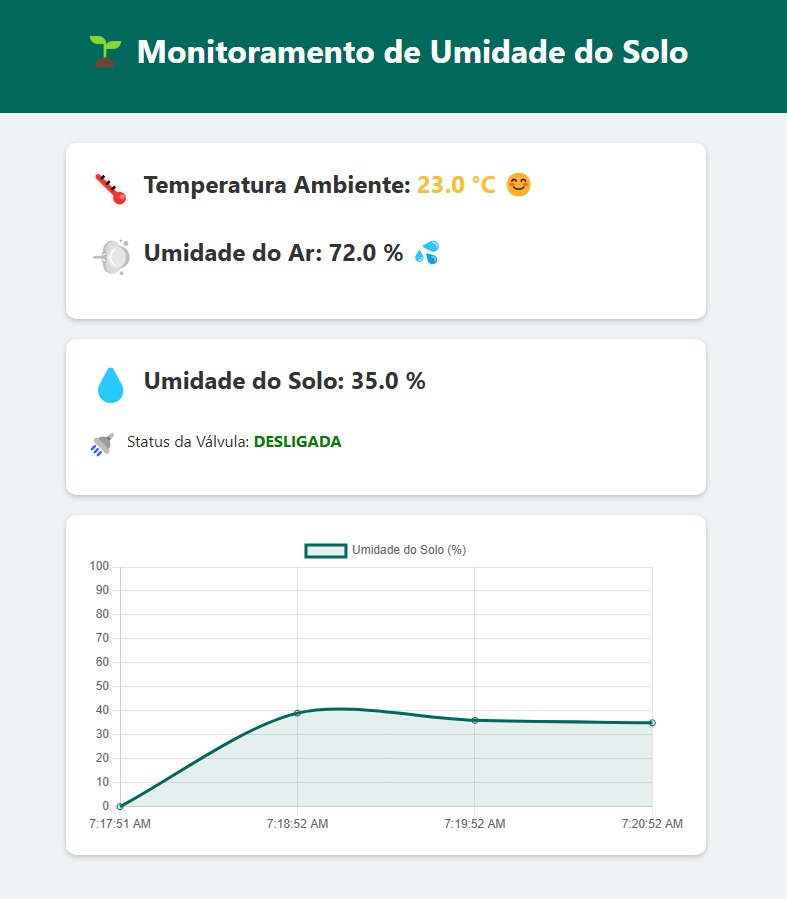 Monitoramento de Umidade do Solo
Temperatura Ambiente: 23.0 °C
Umidade do Ar: 72.0 %
Umidade do Solo: 35.0 %
Status da Válvula: DESLIGADA
Umidade do Solo (%)
100
90
80
70
60
50
40
30
20
10
0
7:17:51 AM 7:18:52 AM 7:19:52 AM 7:20:52 AM